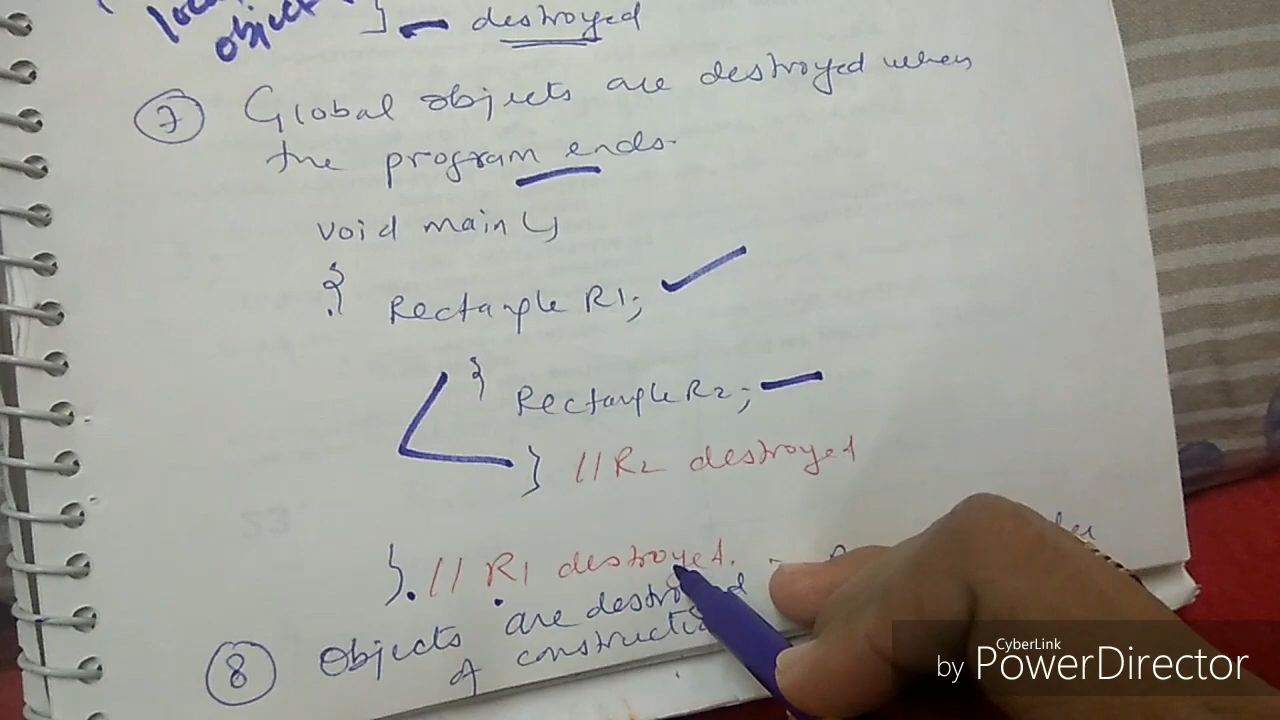 object } destroyed
7 Global objects are destroyed when
the program ends.
void main()
{ Rectangle R1;
{ Rectangle R2;
} // R2 destroyed
}. // R1 destroyed.
8 Objects are destroyed
of construction
CyberLink
by PowerDirector